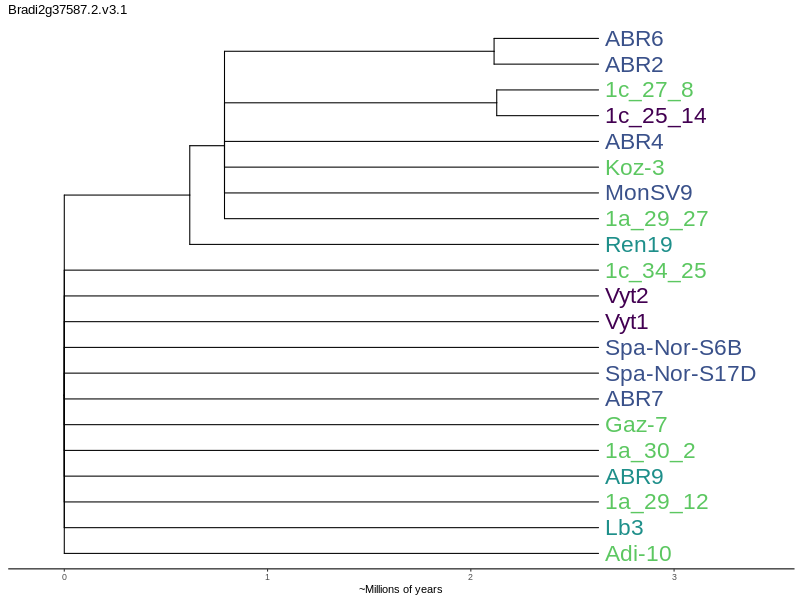 Bradi2g37587.2.v3.1
ABR6
ABR2
1c_27_8
1c_25_14
ABR4
Koz-3
MonSV9
1a_29_27
Ren19
1c_34_25
Vyt2
Vyt1
Spa-Nor-S6B
Spa-Nor-S17D
ABR7
Gaz-7
1a_30_2
ABR9
1a_29_12
Lb3
Adi-10
0 1 2 3
~Millions of years